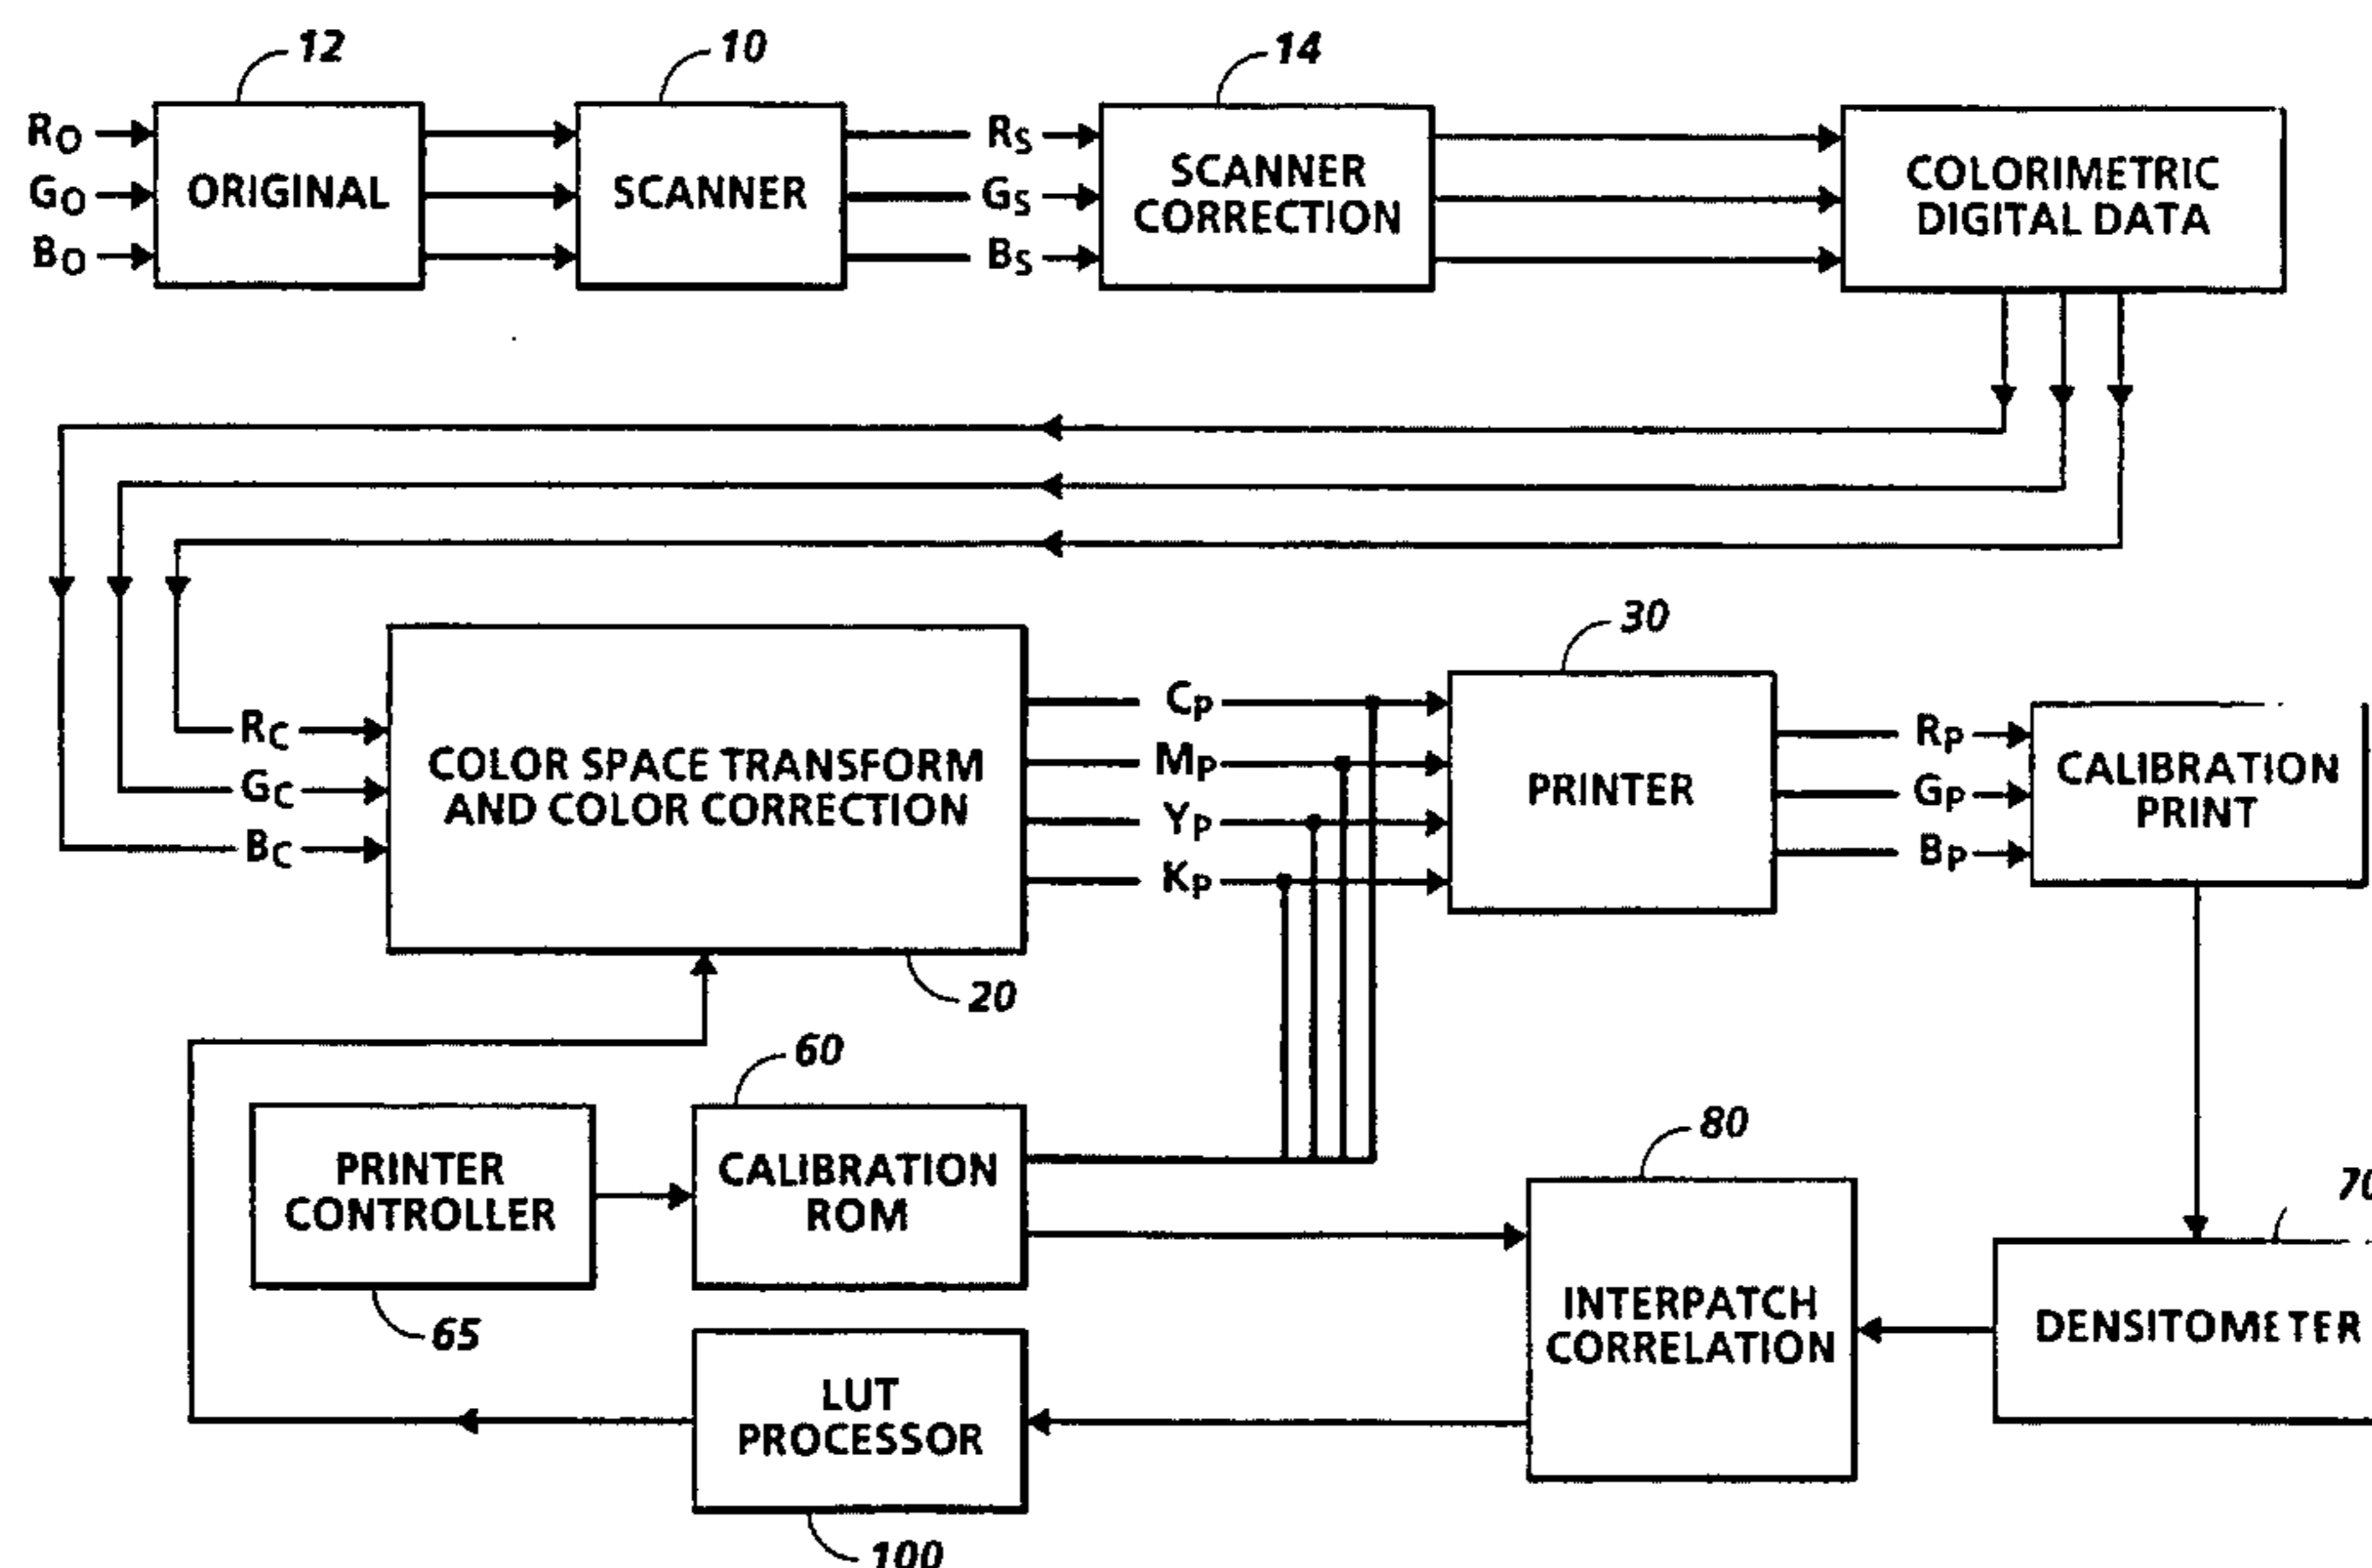 12
10
14
RO
GO
BO
ORIGINAL
SCANNER
RS
GS
BS
SCANNER
CORRECTION
COLORIMETRIC
DIGITAL DATA
RC
GC
BC
COLOR SPACE TRANSFORM
AND COLOR CORRECTION
20
CP
MP
YP
KP
30
PRINTER
RP
GP
BP
CALIBRATION
PRINT
PRINTER
CONTROLLER
65
60
CALIBRATION
ROM
LUT
PROCESSOR
100
80
INTERPATCH
CORRELATION
70
DENSITOMETER